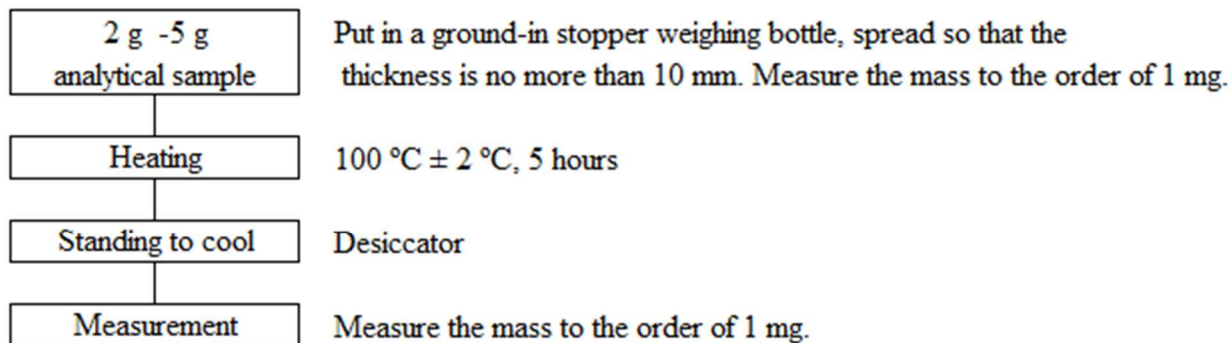 2 g -5 g
analytical sample
Put in a ground-in stopper weighing bottle, spread so that the
thickness is no more than 10 mm. Measure the mass to the order of 1 mg.
Heating
100 ºC ± 2 ºC, 5 hours
Standing to cool
Desiccator
Measurement
Measure the mass to the order of 1 mg.